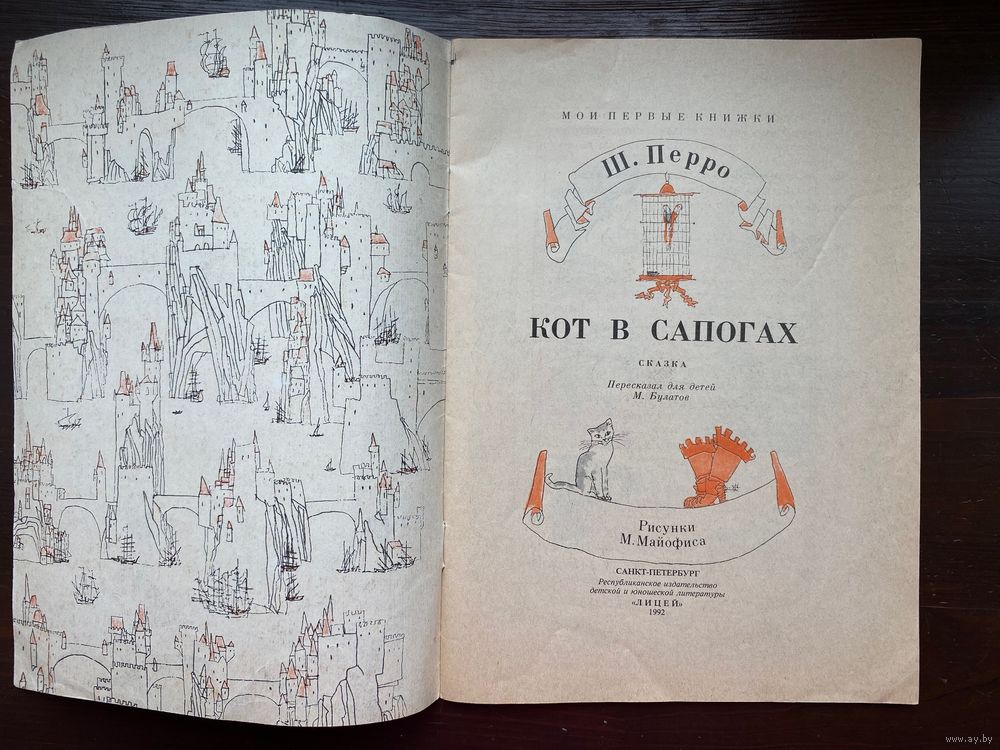 МОИ ПЕРВЫЕ КНИЖКИ
Ш. Перро
КОТ В САПОГАХ
СКАЗКА
Пересказал для детей
М. Булатов
Рисунки
М. Майофиса
САНКТ-ПЕТЕРБУРГ
Республиканское издательство
детской и юношеской литературы
«ЛИЦЕЙ»
1992
www.ay.by